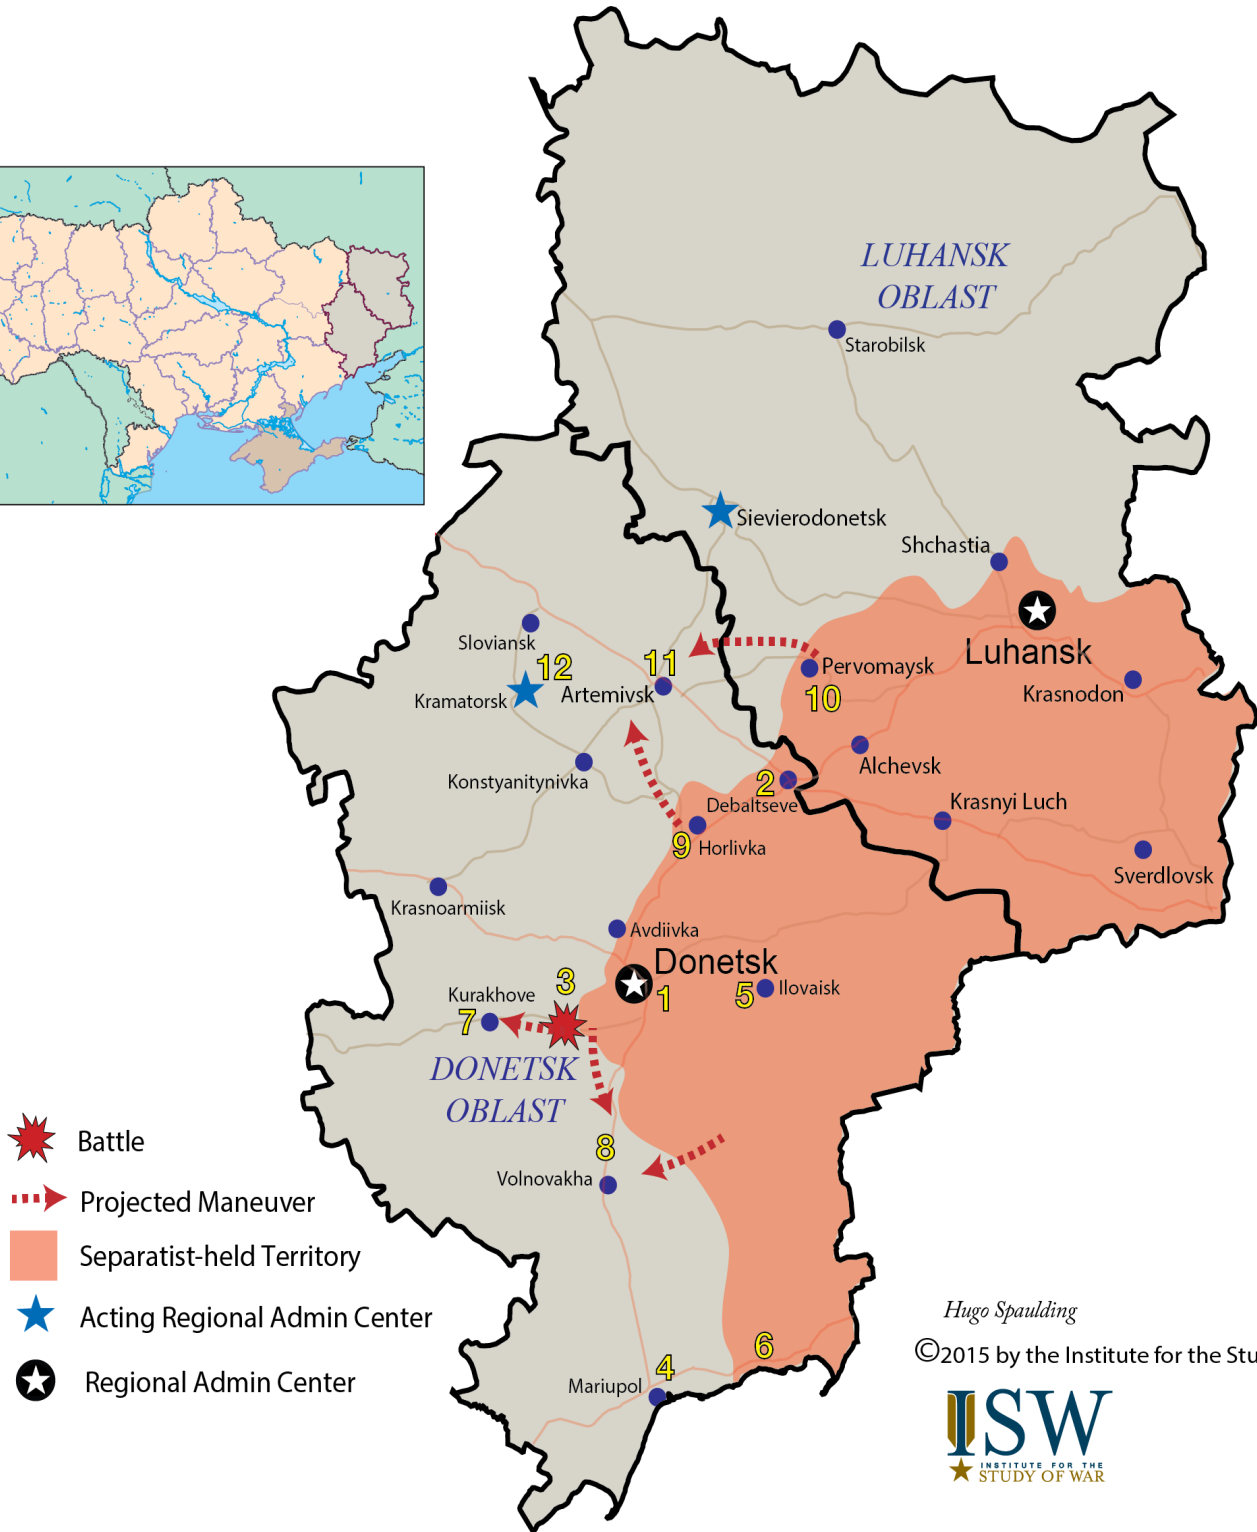 LUHANSK
OBLAST
Starobilsk
Sievierodonetsk
Shchastia
Luhansk
Sloviansk
12
11
Pervomaysk
Kramatorsk
Artemivsk
10
Krasnodon
Konstyanitynivka
2
Alchevsk
Debaltseve
Krasnyi Luch
9
Horlivka
Sverdlovsk
Krasnoarmiisk
Avdiivka
Donetsk
3
Kurakhove
1
5
Ilovaisk
7
DONETSK
OBLAST
8
Volnovakha
Battle
Projected Maneuver
Separatist-held Territory
Acting Regional Admin Center
Regional Admin Center
6
4
Mariupol
Hugo Spaulding
©2015 by the Institute for the Stu
ISW
INSTITUTE FOR THE
STUDY OF WAR